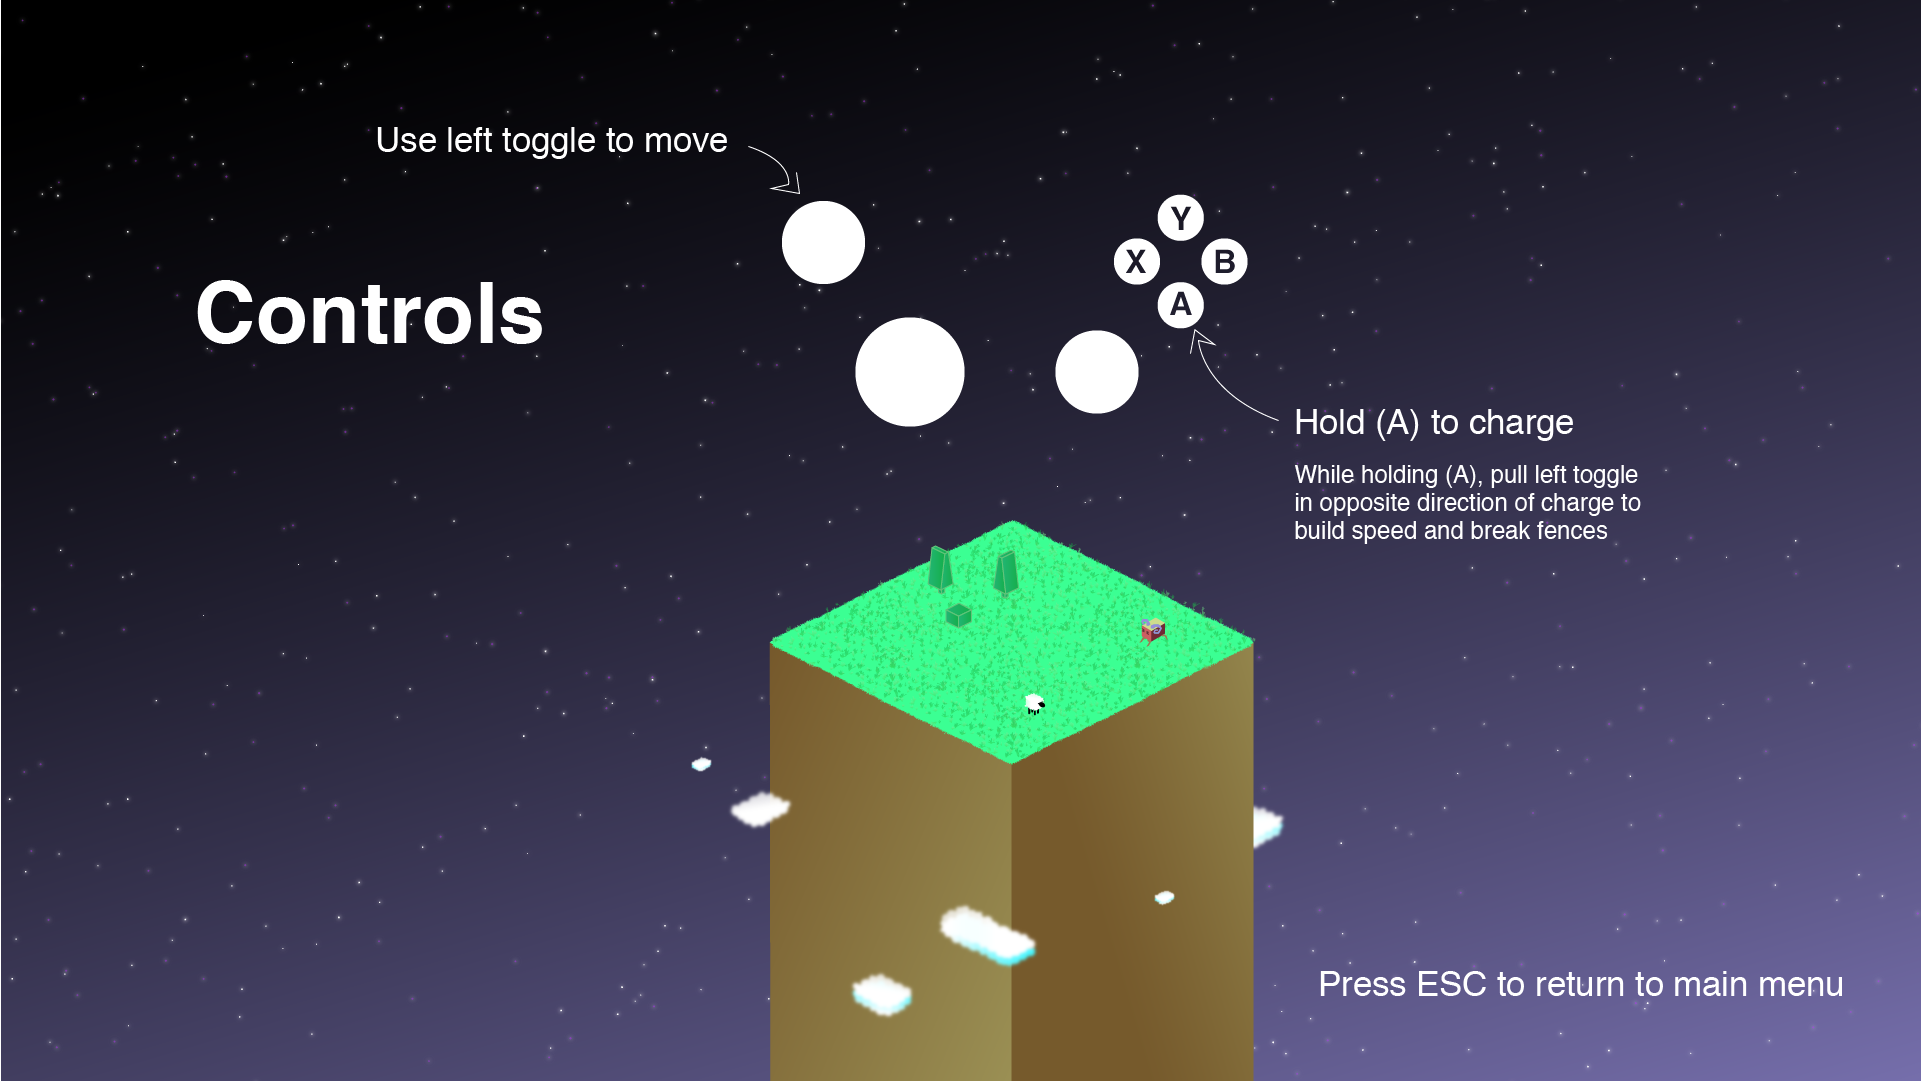 Use left toggle to move
Y
X B
A
Controls
Hold (A) to charge
While holding (A), pull left toggle
in opposite direction of charge to
build speed and break fences
Press ESC to return to main menu